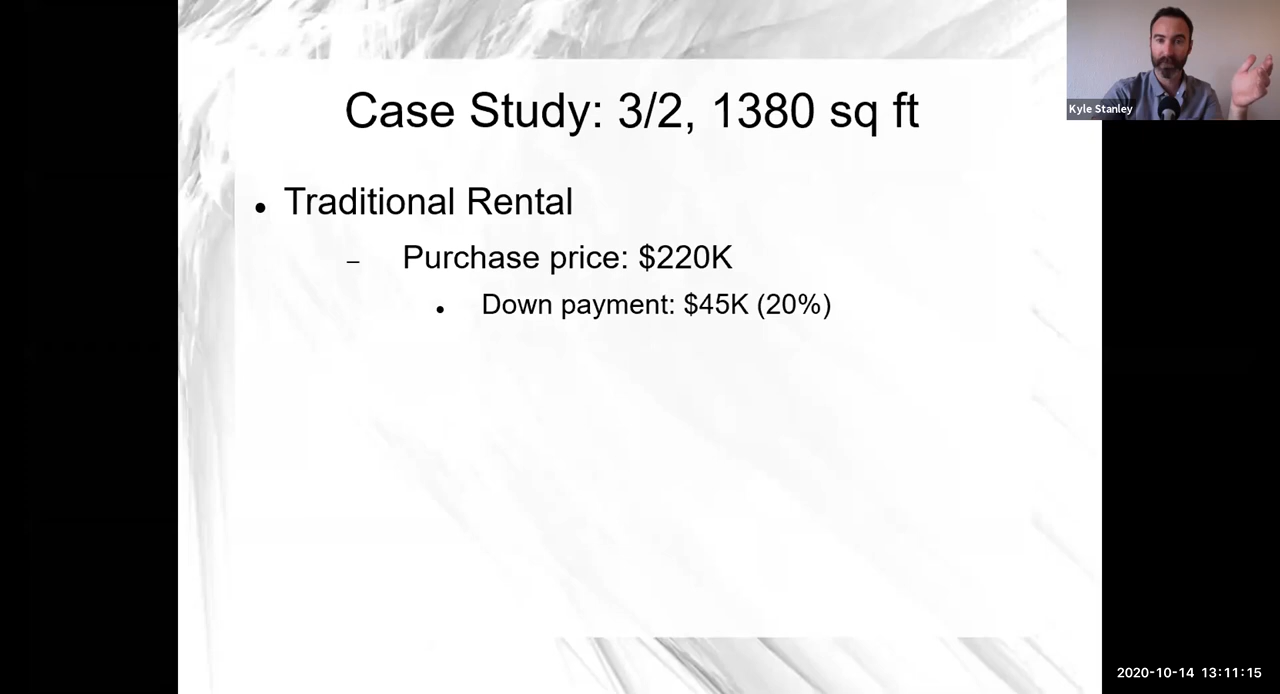 Case Study: 3/2, 1380 sq ft
Kyle Stanley
• Traditional Rental
– Purchase price: $220K
• Down payment: $45K (20%)
2020-10-14 13:11:15